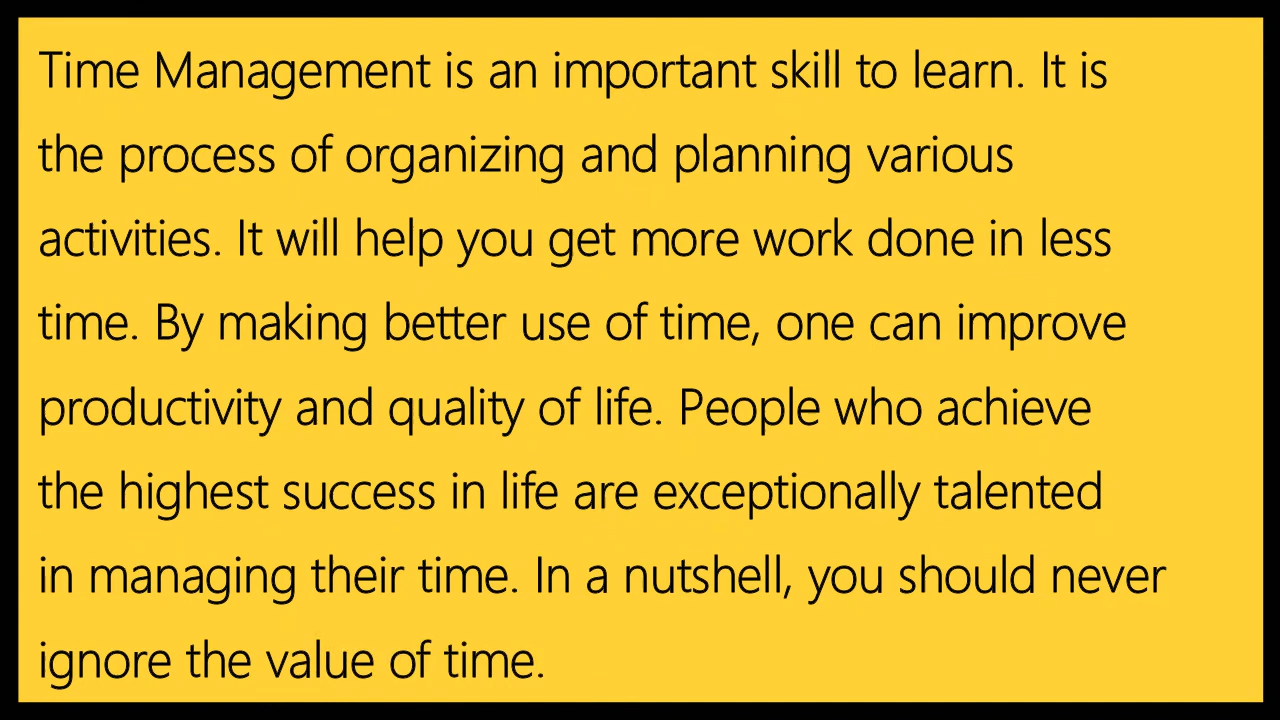 Time Management is an important skill to learn. It is
the process of organizing and planning various
activities. It will help you get more work done in less
time. By making better use of time, one can improve
productivity and quality of life. People who achieve
the highest success in life are exceptionally talented
in managing their time. In a nutshell, you should never
ignore the value of time.